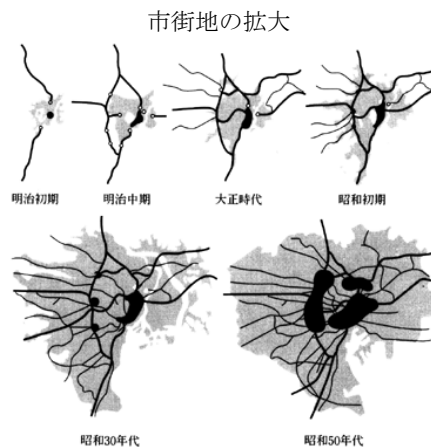 市街地の拡大
明治初期
明治中期
大正時代
昭和初期
昭和30年代
昭和50年代